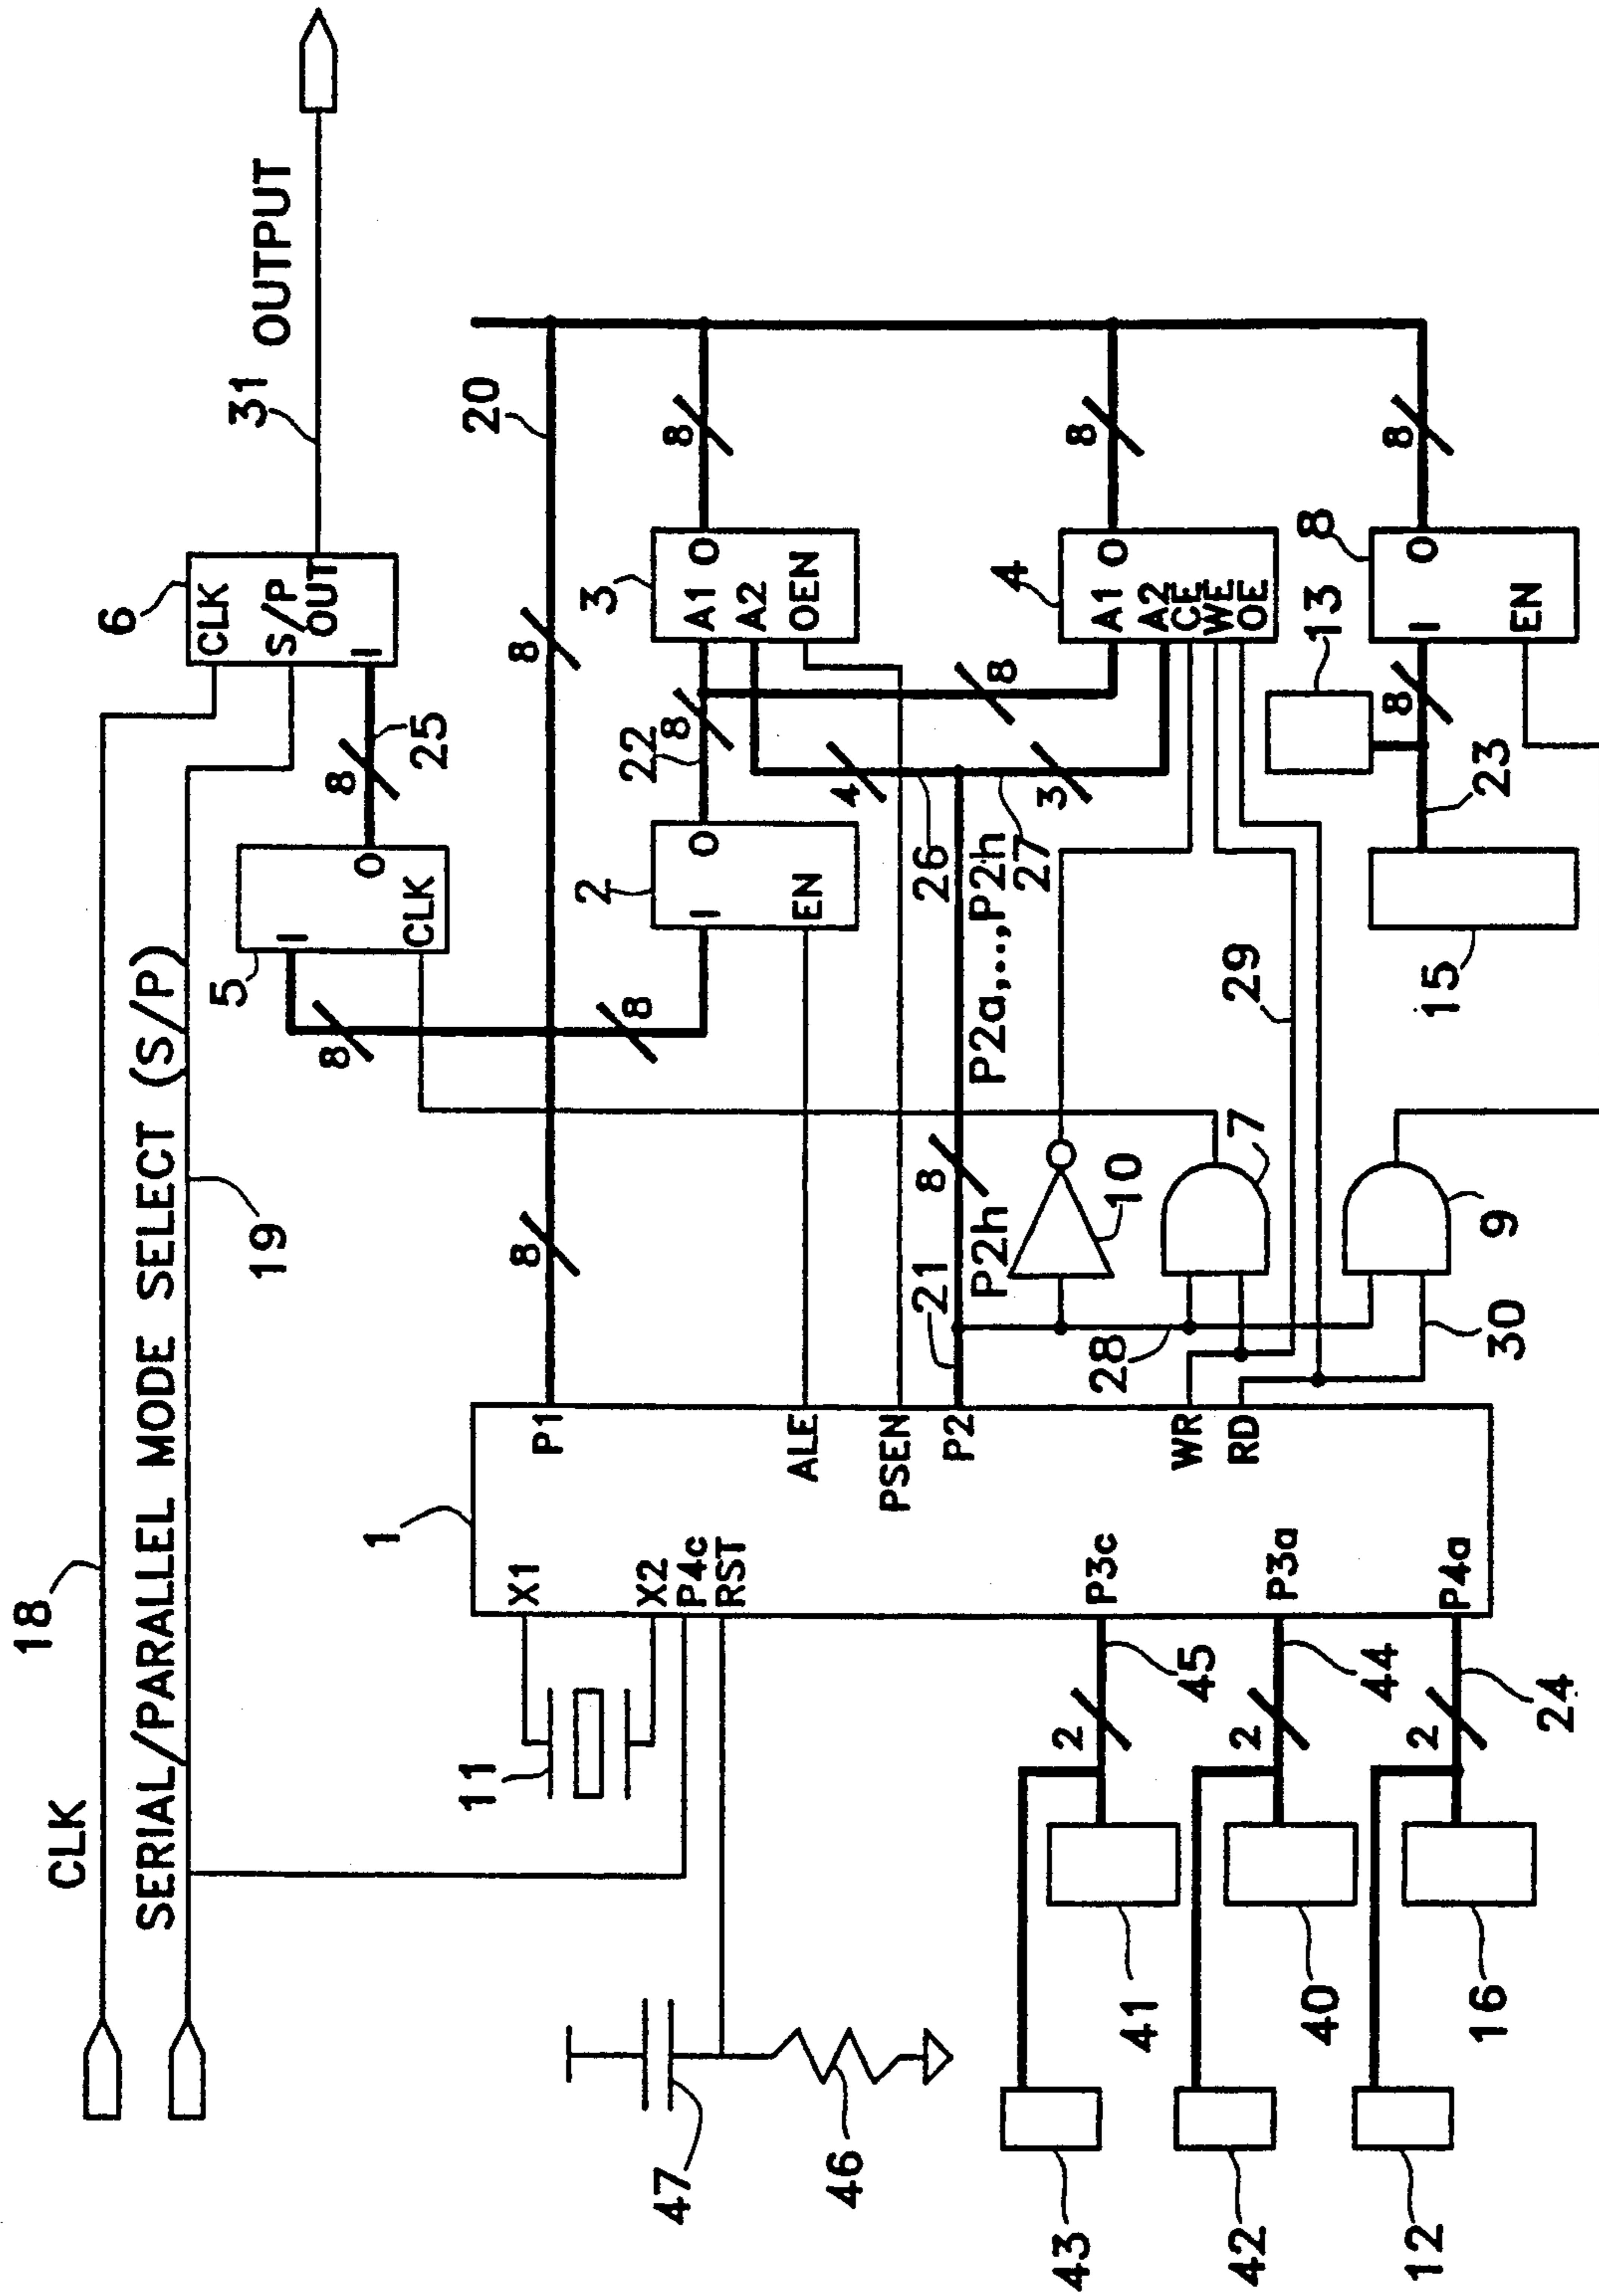 18
CLK
SERIAL/PARALLEL MODE SELECT (S/P)
19
6
CLK
S/P
OUT
I
31
OUTPUT
5
I
O
CLK
8
25
8
8
20
8
8
1
X1
X2
P4c
RST
P1
ALE
PSEN
P2
WR
RD
P3c
P3a
P4a
11
47
46
2
I
O
EN
22
8
3
A1
O
A2
OEN
8
4
26
8
3
27
21
8
P2h
P2a,...,P2h
4
A1
O
A2
CE
WE
OE
8
10
7
28
29
9
30
13
8
I
O
EN
8
8
23
15
43
41
2
45
42
40
2
44
12
16
2
24